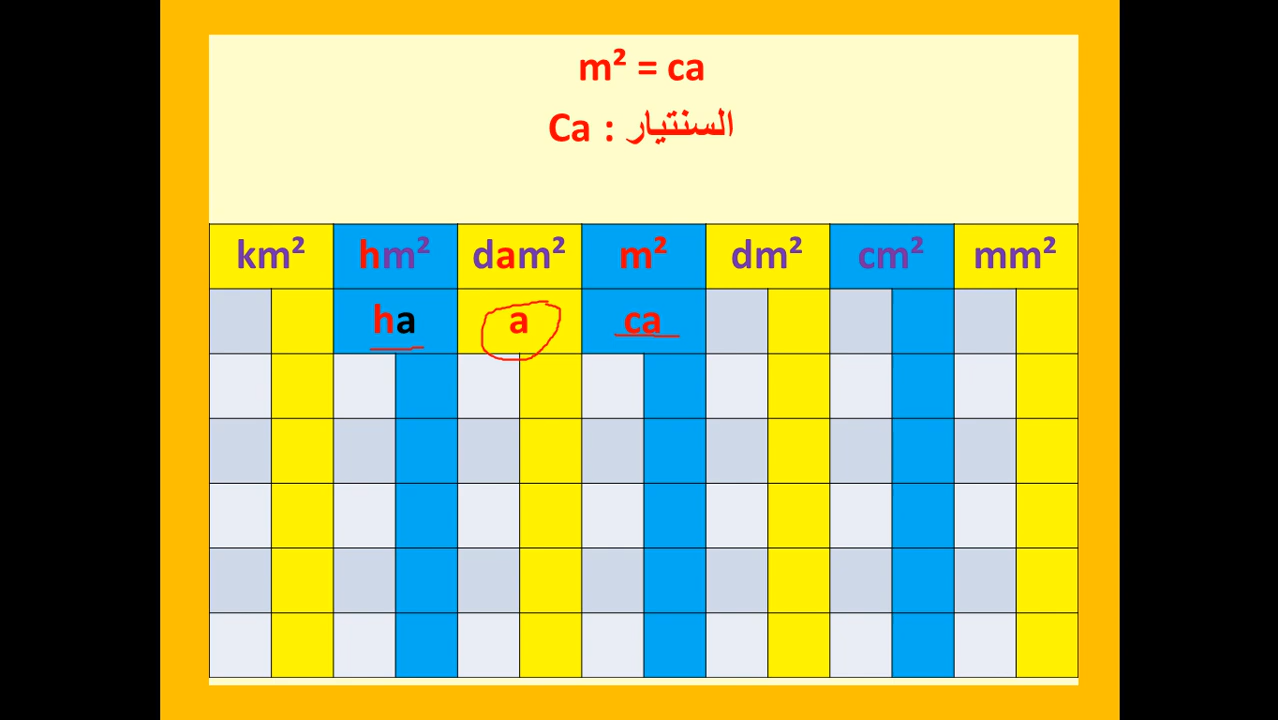 m² = ca
Ca : السنتيار
km² hm² dam² m² dm² cm² mm²
ha a ca